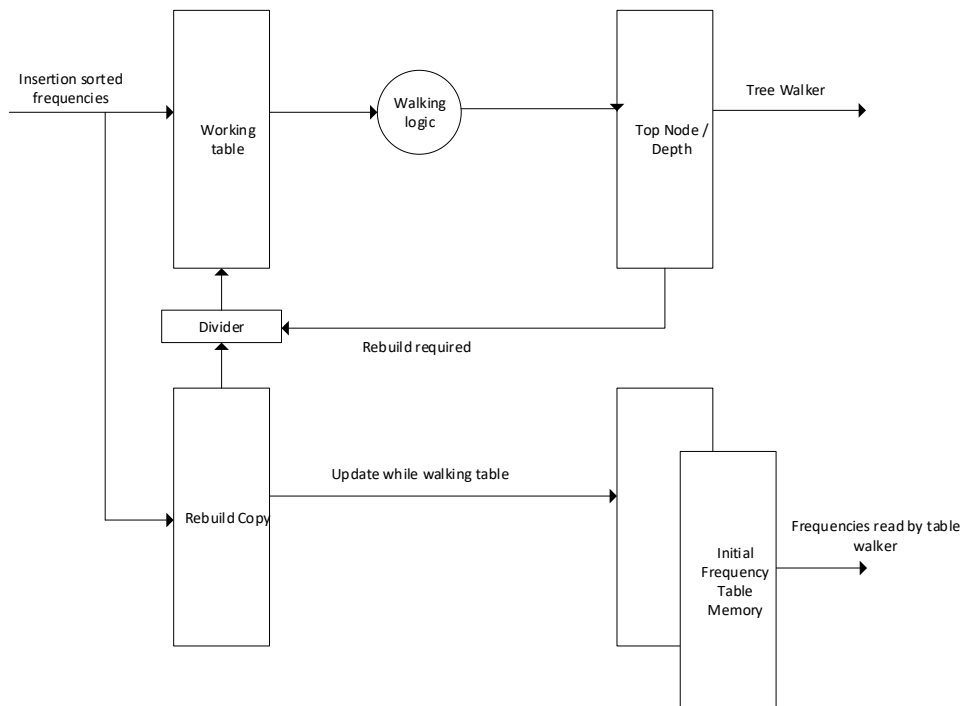 Insertion sorted
frequencies
Working
table
Walking
logic
Top Node /
Depth
Tree Walker
Divider
Rebuild required
Rebuild Copy
Update while walking table
Initial
Frequency
Table
Memory
Frequencies read by table
walker